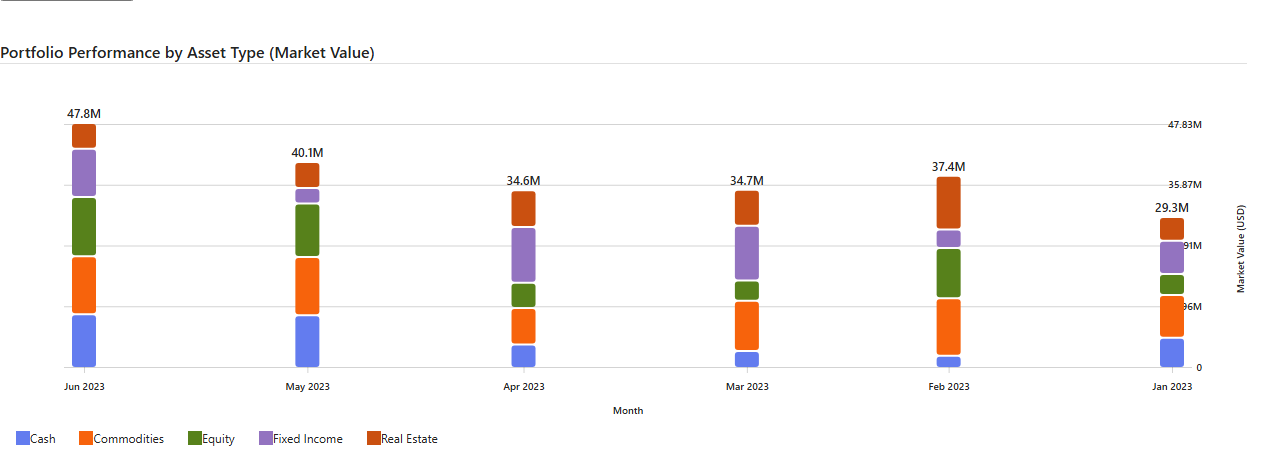 Portfolio Performance by Asset Type (Market Value)
47.8M
40.1M
34.6M
34.7M
37.4M
29.3M
47.83M
35.87M
91M
96M
0
Market Value (USD)
Jun 2023
May 2023
Apr 2023
Mar 2023
Feb 2023
Jan 2023
Month
Cash
Commodities
Equity
Fixed Income
Real Estate